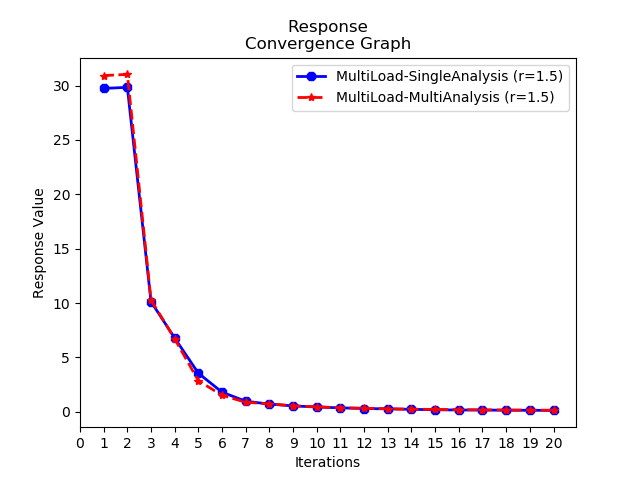 Response
Convergence Graph
MultiLoad-SingleAnalysis (r=1.5)
MultiLoad-MultiAnalysis (r=1.5)
Response Value
30
25
20
15
10
5
0
0 1 2 3 4 5 6 7 8 9 10 11 12 13 14 15 16 17 18 19 20
Iterations